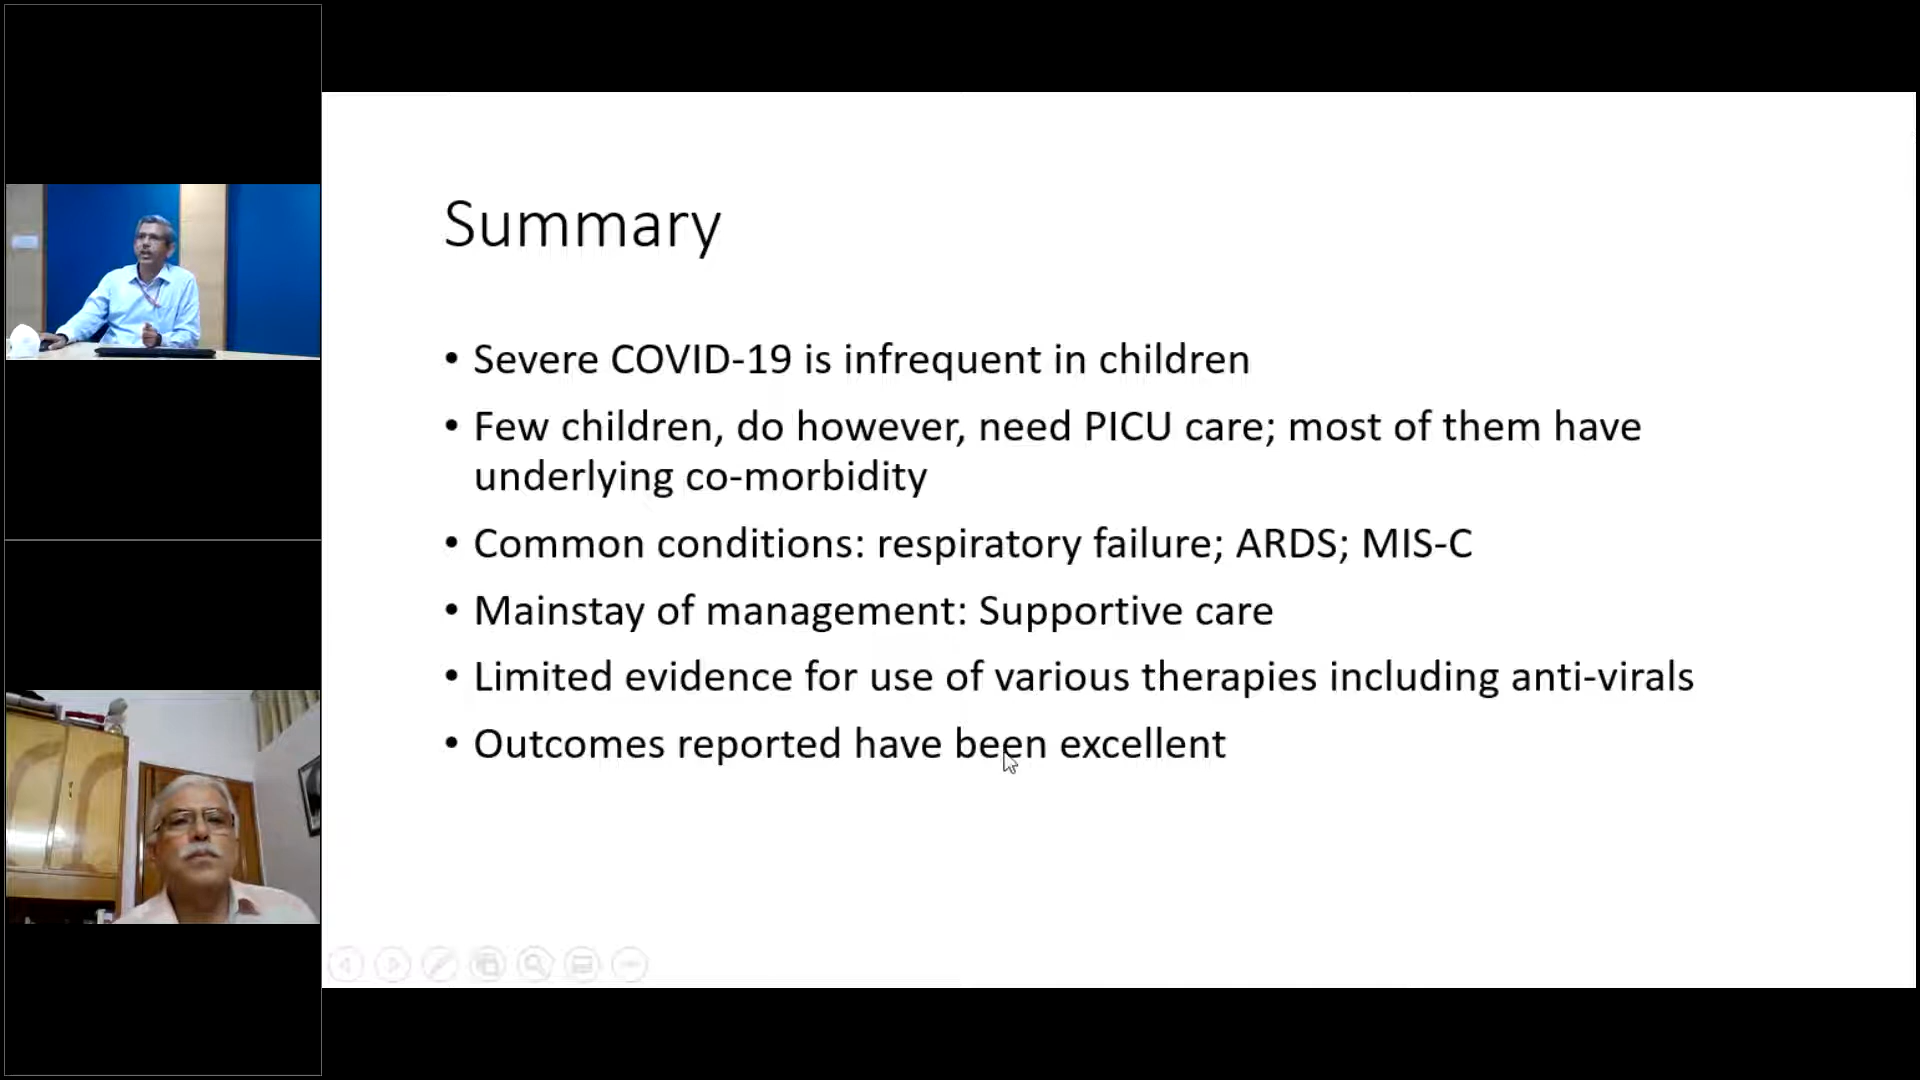 Summary
• Severe COVID-19 is infrequent in children
• Few children, do however, need PICU care; most of them have
underlying co-morbidity
• Common conditions: respiratory failure; ARDS; MIS-C
• Mainstay of management: Supportive care
• Limited evidence for use of various therapies including anti-virals
• Outcomes reported have been excellent